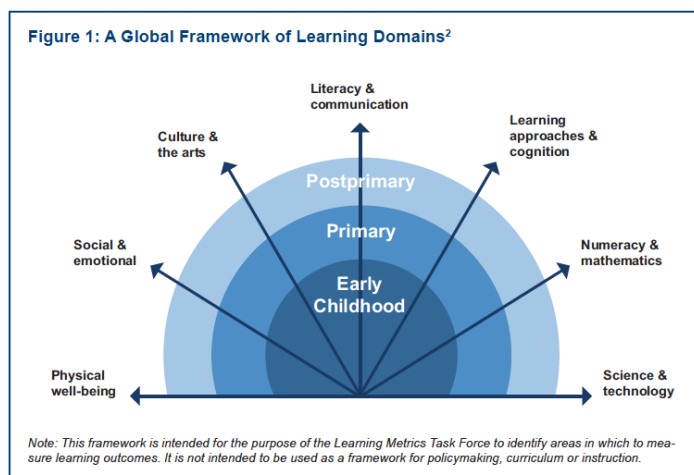 Figure 1: A Global Framework of Learning Domains²
Literacy &
communication
Culture &
the arts
Learning
approaches &
cognition
Postprimary
Social &
emotional
Primary
Numeracy &
mathematics
Early
Childhood
Physical
well-being
Science &
technology
Note: This framework is intended for the purpose of the Learning Metrics Task Force to identify areas in which to mea-
sure learning outcomes. It is not intended to be used as a framework for policymaking, curriculum or instruction.